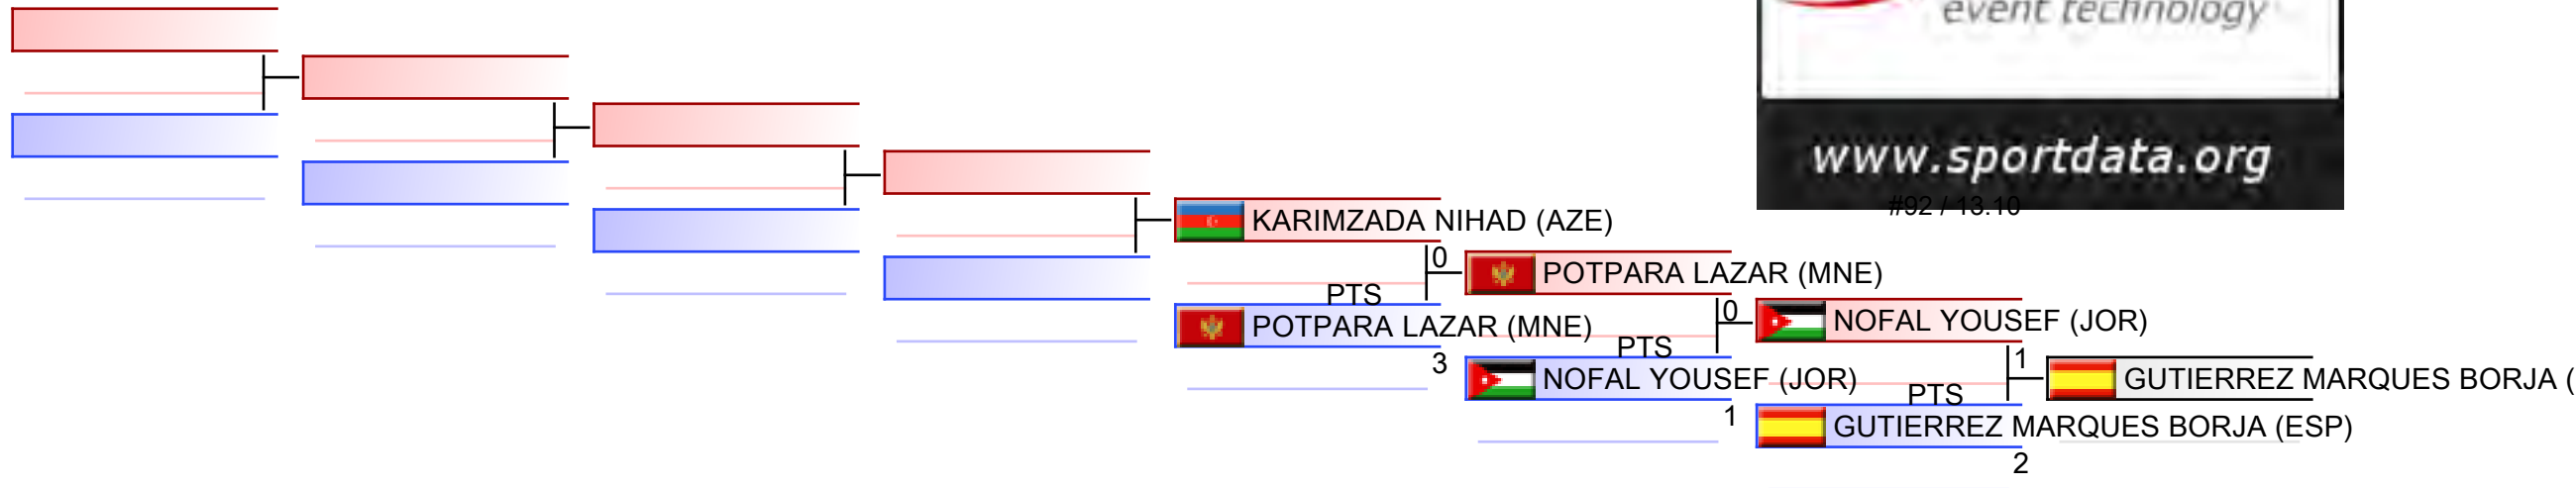 event technology
www.sportdata.org
#92 / 13.10
KARIMZADA NIHAD (AZE)
0
POTPARA LAZAR (MNE)
PTS
POTPARA LAZAR (MNE)
3
0
NOFAL YOUSEF (JOR)
PTS
NOFAL YOUSEF (JOR)
1
1
GUTIERREZ MARQUES BORJA (
PTS
GUTIERREZ MARQUES BORJA (ESP)
2